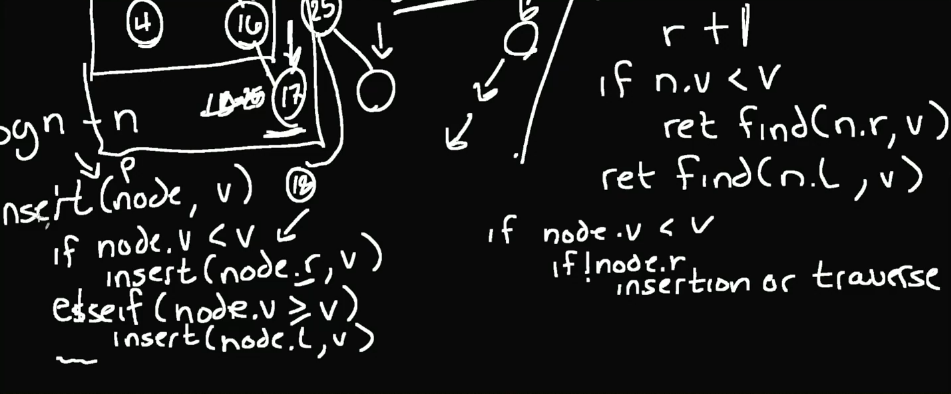 4
16
25
17
18
ogn + n
P
nsert(node, v)
if node.v < v
insert(node.r, v)
elseif (node.v ≥ v)
insert(node.l, v)
r + 1
if n.v < v
ret find(n.r, v)
ret find(n.L, v)
if node.v < v
if !node.r
insertion or traverse